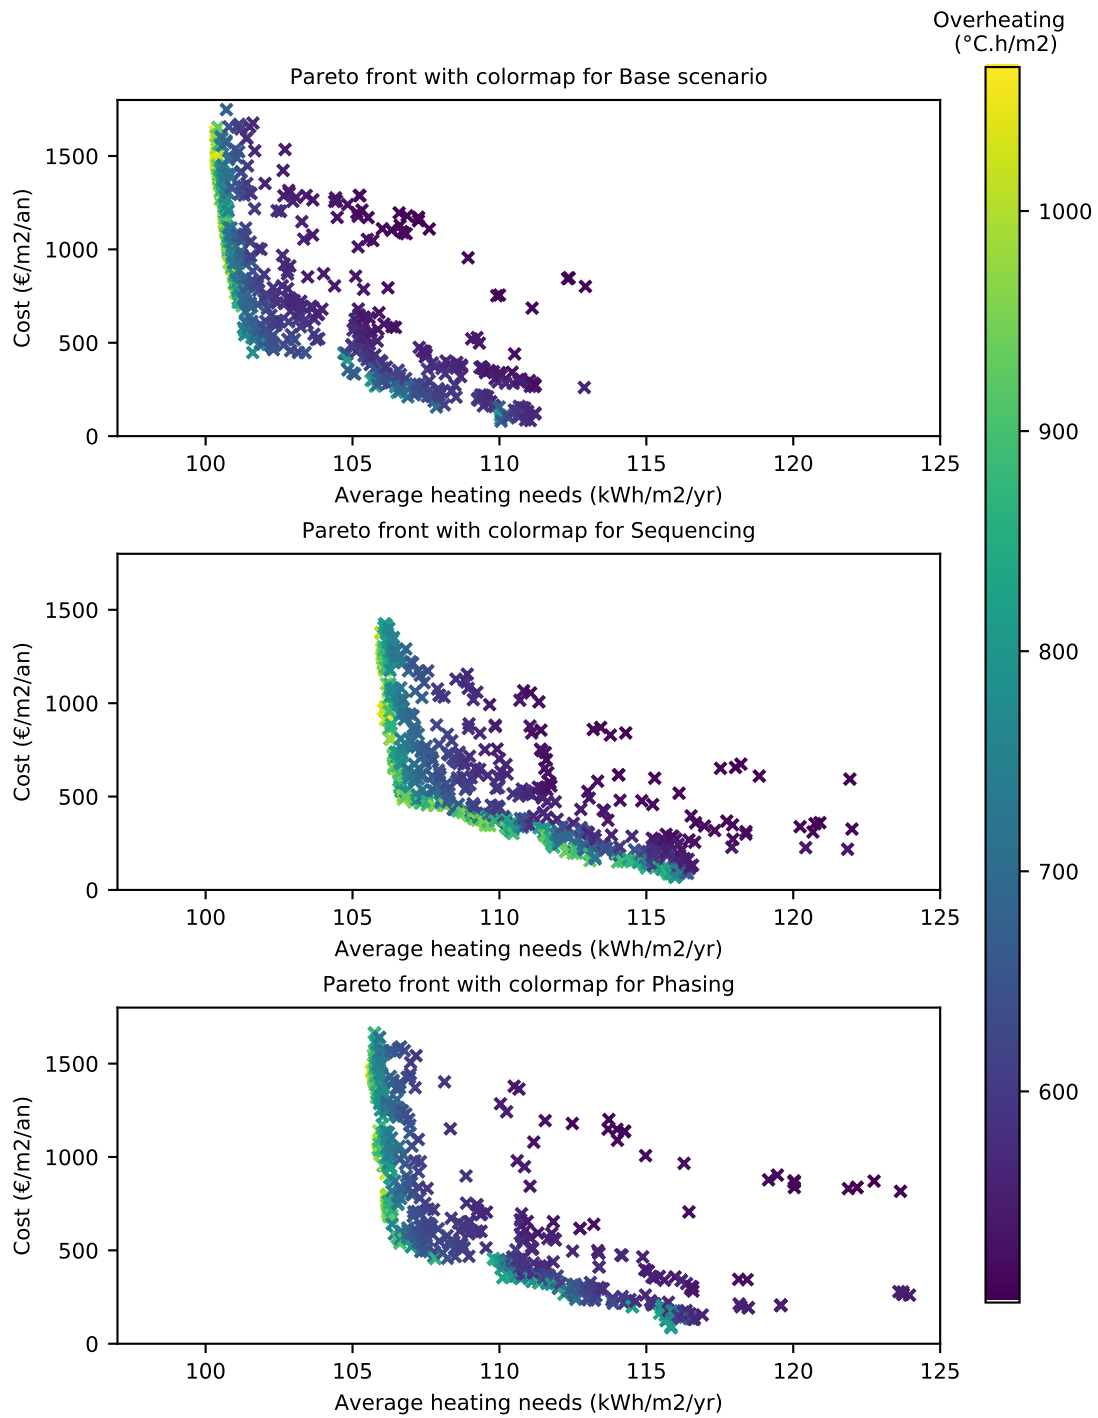 Overheating
(°C.h/m2)
Pareto front with colormap for Base scenario
1500
1000
500
0
Cost (€/m2/an)
100 105 110 115 120 125
Average heating needs (kWh/m2/yr)
Pareto front with colormap for Sequencing
1500
1000
500
0
Cost (€/m2/an)
100 105 110 115 120 125
Average heating needs (kWh/m2/yr)
Pareto front with colormap for Phasing
1500
1000
500
0
Cost (€/m2/an)
100 105 110 115 120 125
Average heating needs (kWh/m2/yr)
1000
900
800
700
600